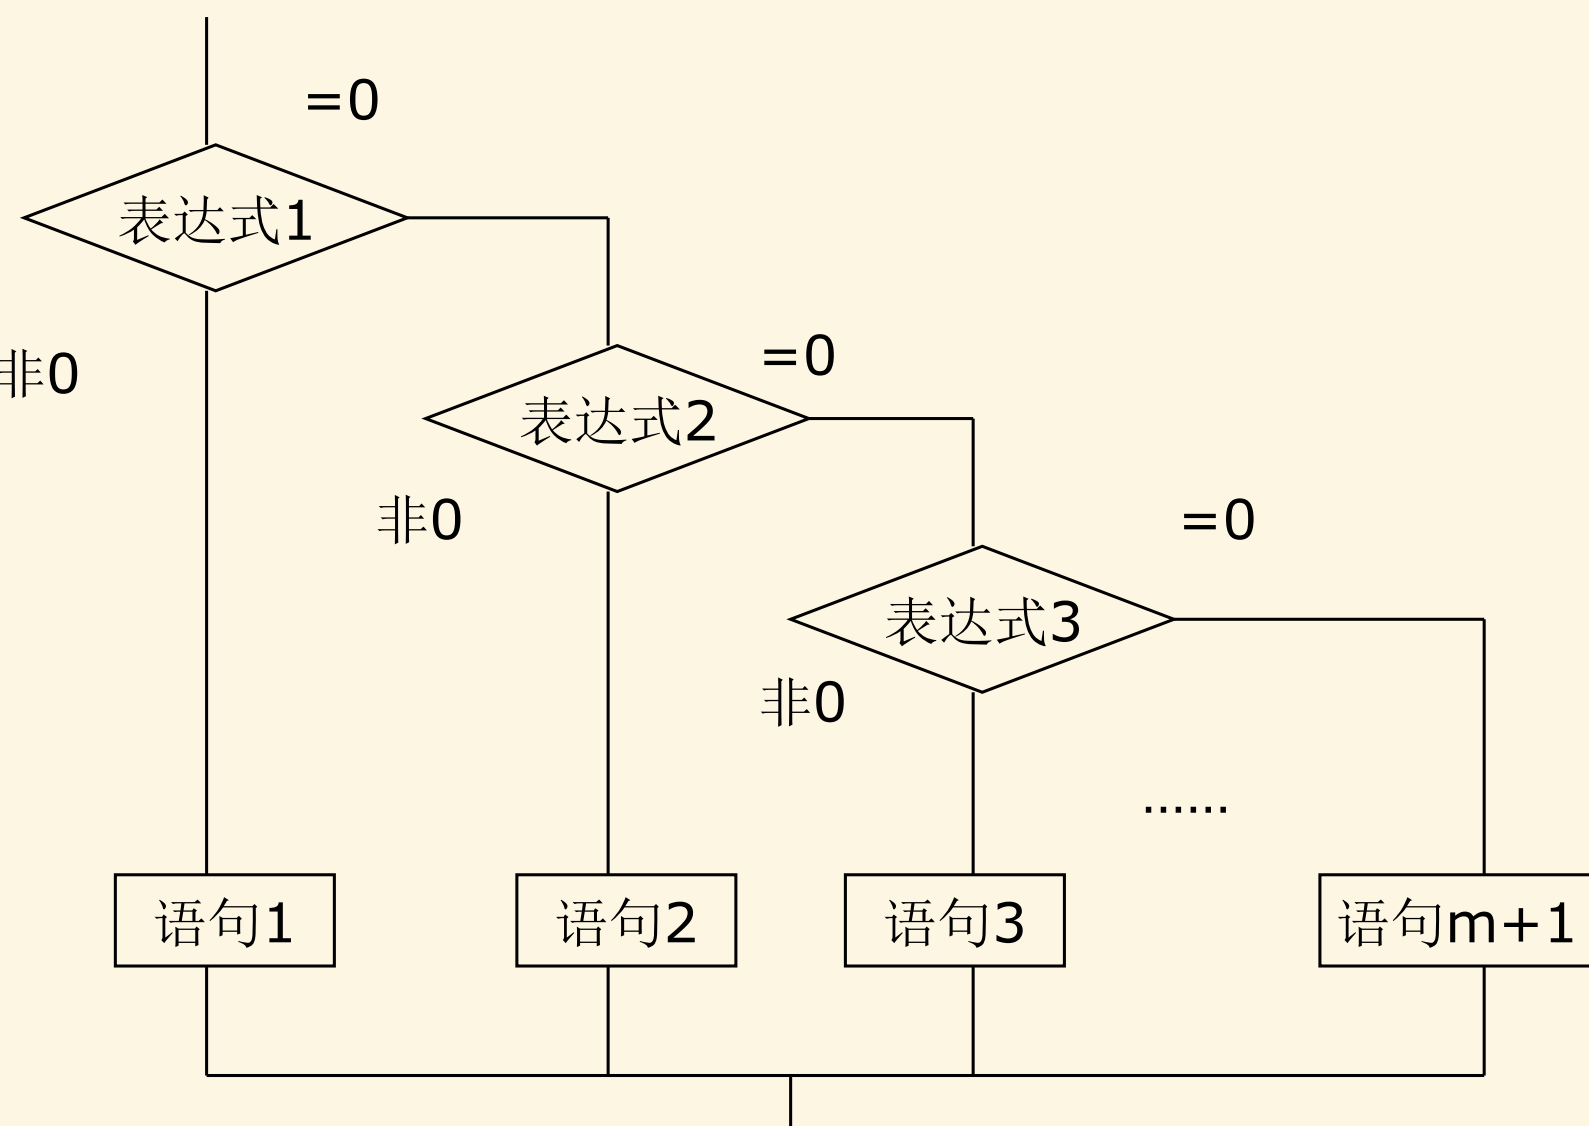 =0
表达式1
=0
非0
表达式2
非0
=0
表达式3
非0
......
语句1
语句2
语句3
语句m+1